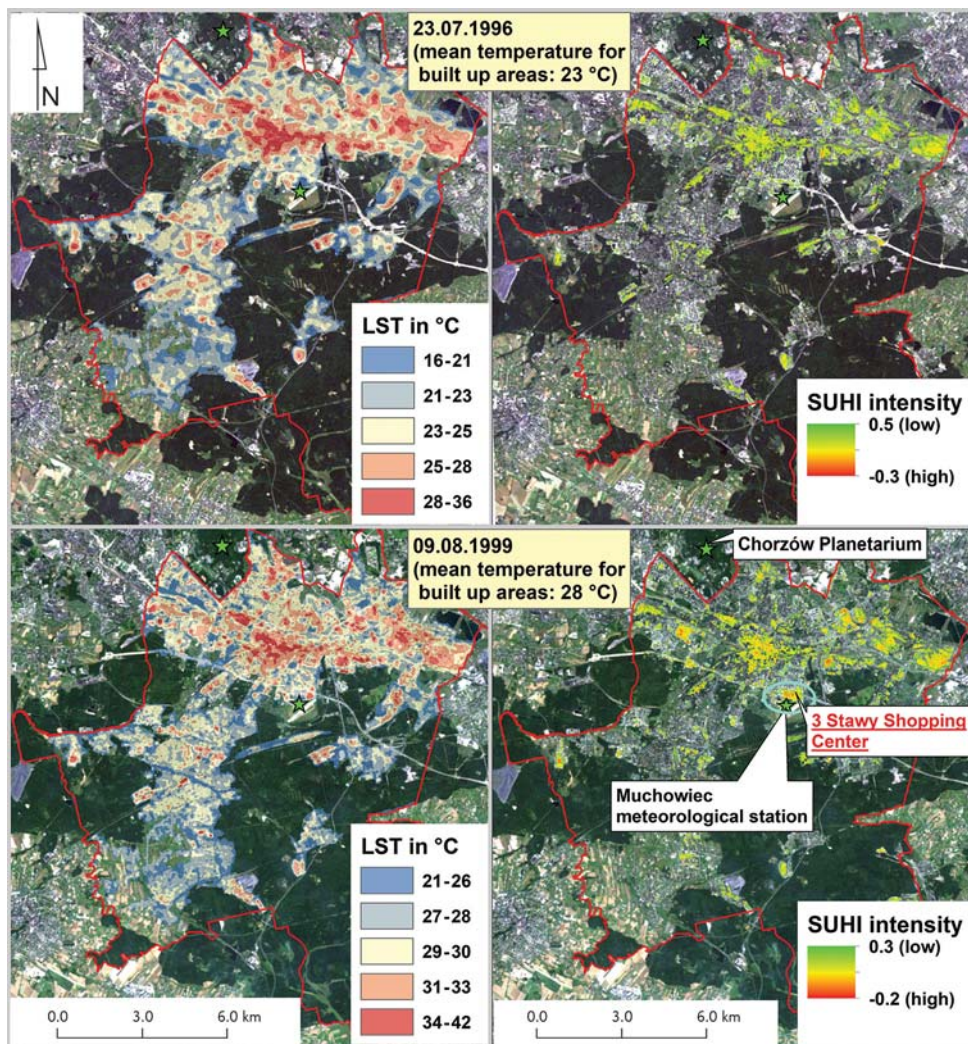 N
23.07.1996
(mean temperature for
built up areas: 23 °C)
LST in °C
16-21
21-23
23-25
25-28
28-36
SUHI intensity
0.5 (low)
-0.3 (high)
09.08.1999
(mean temperature for
built up areas: 28 °C)
Chorzów Planetarium
3 Stawy Shopping
Center
Muchowiec
meteorological station
LST in °C
21-26
27-28
29-30
31-33
34-42
SUHI intensity
0.3 (low)
-0.2 (high)
0.0 6.0 km
0.0 6.0 km